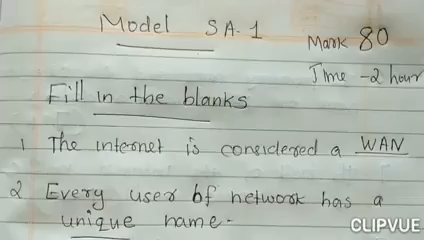 Model SA.1
Mark 80
Time -2 hour
Fill in the blanks
1 The internet is considered a WAN
2 Every user of network has a
unique name-
CLIPVUE